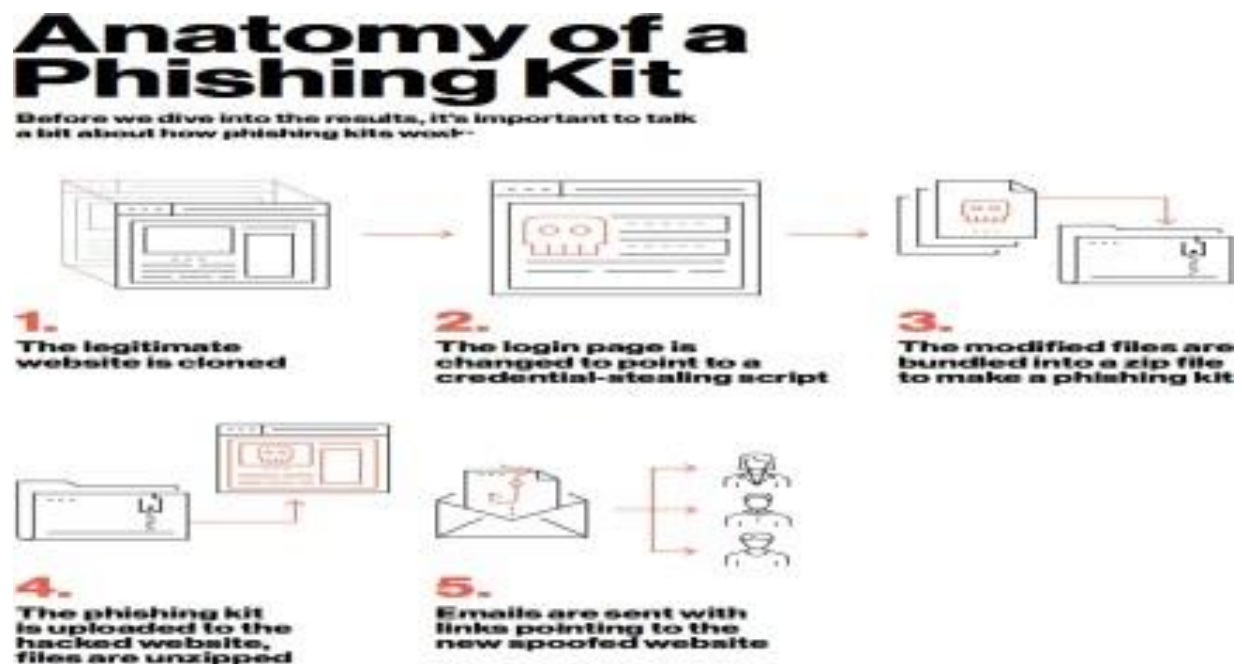 Anatomy of a
Phishing Kit
Before we dive into the results, it's important to talk
a bit about how phishing kits work-
1.
The legitimate
website is cloned
2.
The login page is
changed to point to a
credential-stealing script
3.
The modified files are
bundled into a zip file
to make a phishing kit
4.
The phishing kit
is uploaded to the
hacked website,
files are unzipped
5.
Emails are sent with
links pointing to the
new spoofed website